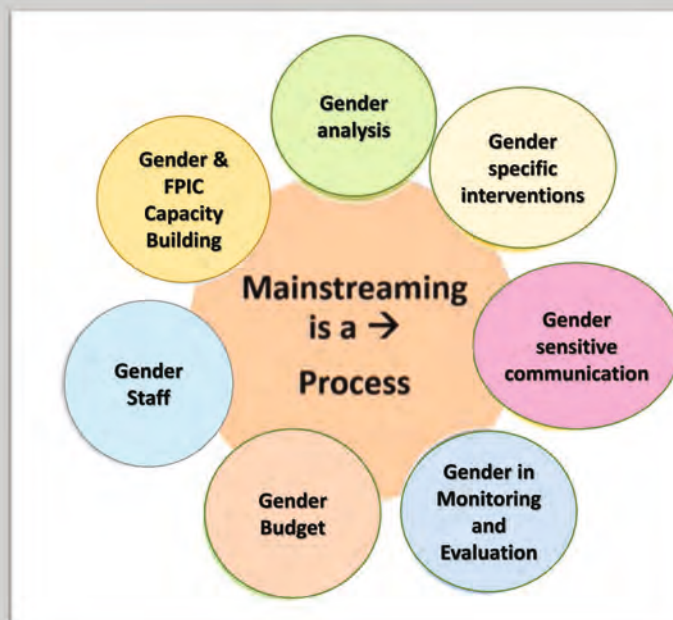 Gender
analysis
Gender
specific
interventions
Gender
sensitive
communication
Gender in
Monitoring
and
Evaluation
Gender
Budget
Gender
Staff
Gender &
FPIC
Capacity
Building
Mainstreaming
is a →
Process